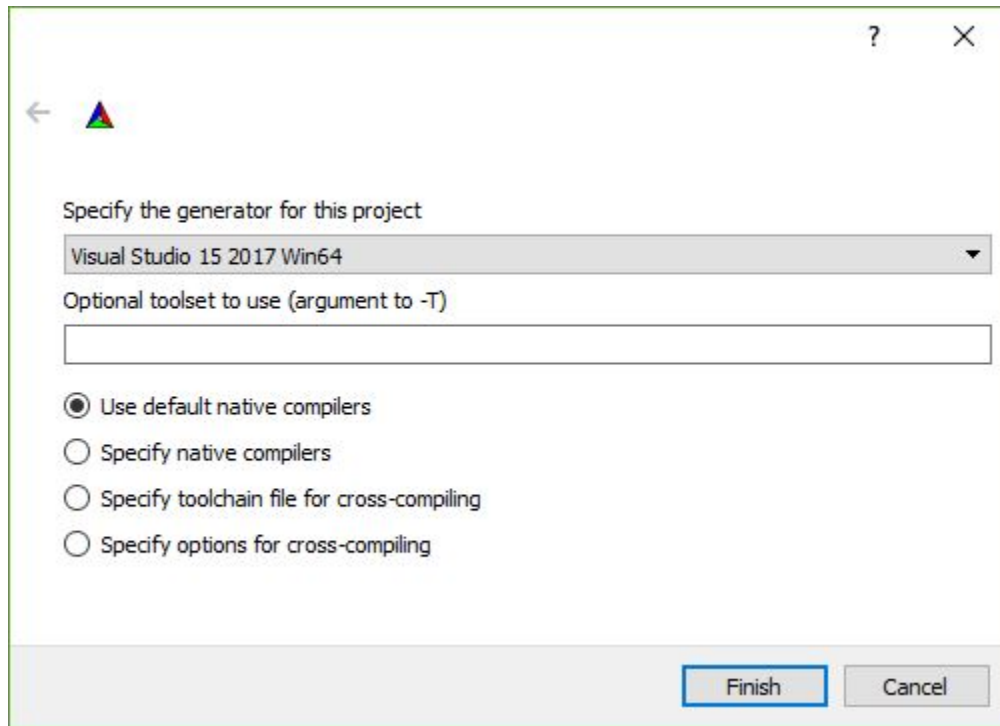 ?
Specify the generator for this project
Visual Studio 15 2017 Win64
Optional toolset to use (argument to -T)
Use default native compilers
Specify native compilers
Specify toolchain file for cross-compiling
Specify options for cross-compiling
Finish Cancel